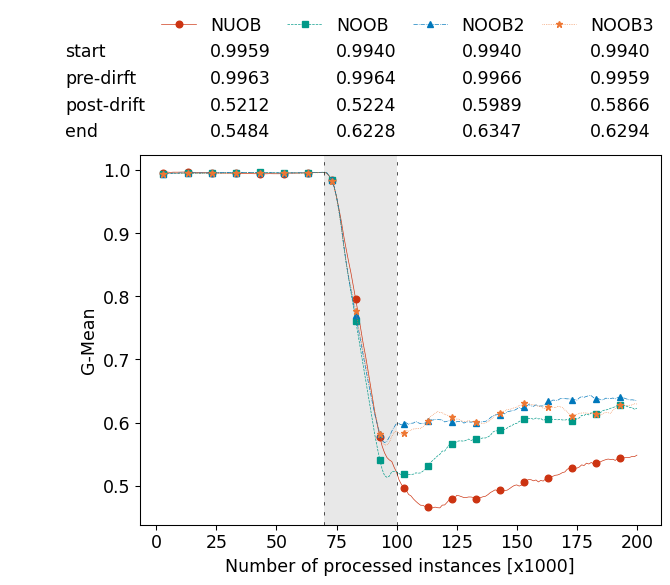 NUOB NOOB NOOB2 NOOB3
start 0.9959 0.9940 0.9940 0.9940
pre-dirft 0.9963 0.9964 0.9966 0.9959
post-drift 0.5212 0.5224 0.5989 0.5866
end 0.5484 0.6228 0.6347 0.6294
1.0
0.9
0.8
0.7
0.6
0.5
G-Mean
0 25 50 75 100 125 150 175 200
Number of processed instances [x1000]